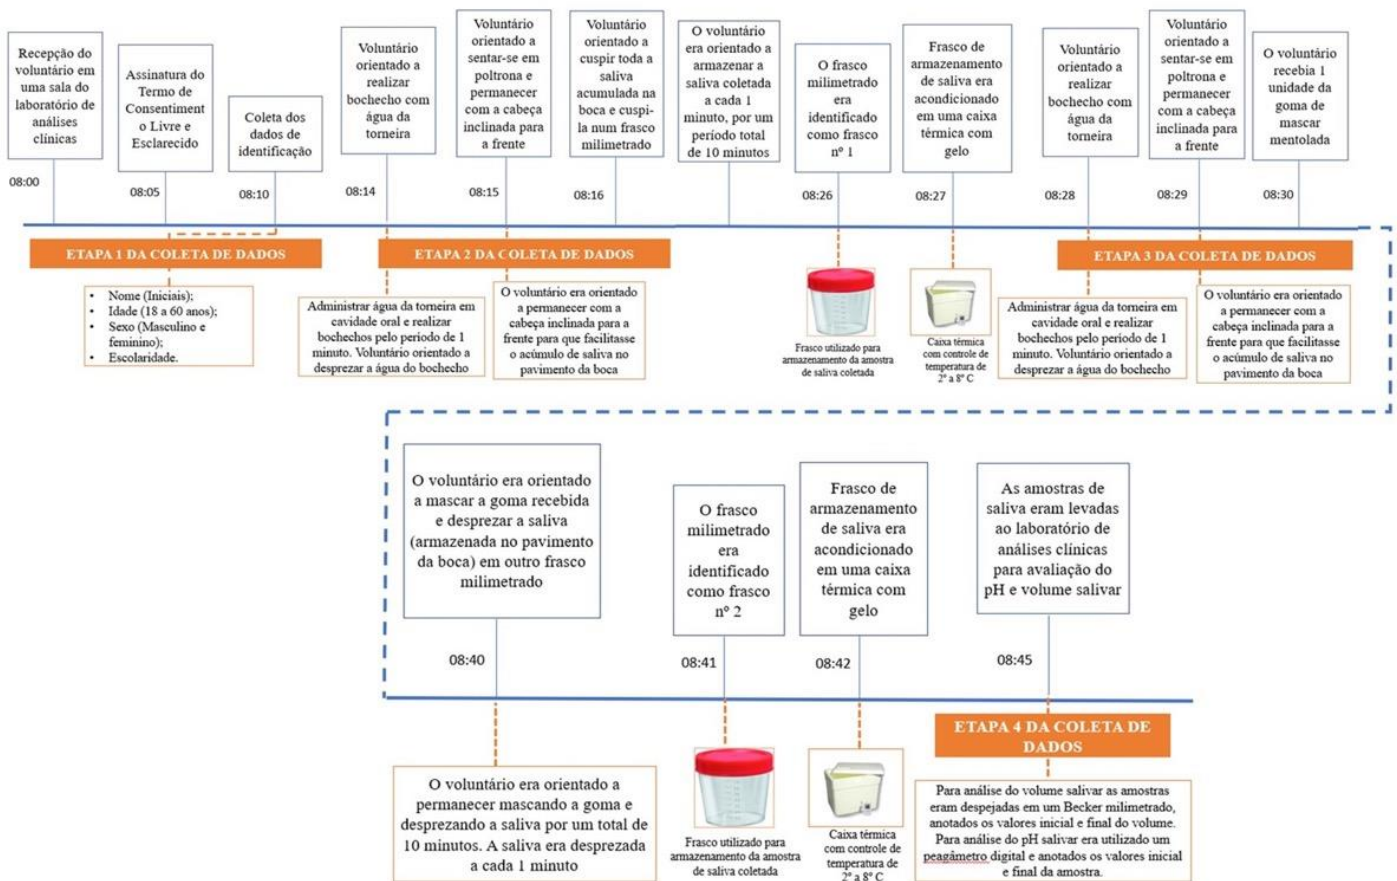 Recepção do
voluntário em
uma sala do
laboratório de
análises
clínicas
08:00
Assinatura do
Termo de
Consentiment
o Livre e
Esclarecido
08:05
Coleta dos
dados de
identificação
08:10
Voluntário
orientado a
realizar
bochecho com
água da
torneira
08:14
Voluntário
orientado a
sentar-se em
poltrona e
permanecer
com a cabeça
inclinada para
a frente
08:15
Voluntário
orientado a
cuspir toda a
saliva
acumulada na
boca e cuspi-
la num frasco
milimetrado
08:16
O voluntário
era orientado a
armazenar a
saliva coletada
a cada 1
minuto, por um
período total
de 10 minutos
O frasco
milimetrado
era
identificado
como frasco
nº 1
08:26
Frasco de
armazenamento
de saliva era
acondicionado
em uma caixa
térmica com
gelo
08:27
Voluntário
orientado a
realizar
bochecho com
água da
torneira
08:28
Voluntário
orientado a
sentar-se em
poltrona e
permanecer
com a cabeça
inclinada para
a frente
08:29
O voluntário
recebia 1
unidade da
goma de
mascar
mentolada
08:30
ETAPA 1 DA COLETA DE DADOS
• Nome (Iniciais);
• Idade (18 a 60 anos);
• Sexo (Masculino e
feminino);
• Escolaridade.
ETAPA 2 DA COLETA DE DADOS
Administrar água da torneira em
cavidade oral e realizar
bochechos pelo período de 1
minuto. Voluntário orientado a
desprezar a água do bochecho
O voluntário era orientado
a permanecer com a
cabeça inclinada para a
frente para que facilitasse
o acúmulo de saliva no
pavimento da boca
Frasco utilizado para
armazenamento da amostra
de saliva coletada
Caixa térmica
com controle de
temperatura de
2º a 8º C
ETAPA 3 DA COLETA DE DADOS
Administrar água da torneira em
cavidade oral e realizar
bochechos pelo período de 1
minuto. Voluntário orientado a
desprezar a água do bochecho
O voluntário era orientado
a permanecer com a
cabeça inclinada para a
frente para que facilitasse
o acúmulo de saliva no
pavimento da boca
O voluntário era orientado
a mascar a goma recebida
e desprezar a saliva
(armazenada no pavimento
da boca) em outro frasco
milimetrado
08:40
O frasco
milimetrado
era
identificado
como frasco
nº 2
08:41
Frasco de
armazenamento
de saliva era
acondicionado
em uma caixa
térmica com
gelo
08:42
As amostras de
saliva eram levadas
ao laboratório de
análises clínicas
para avaliação do
pH e volume salivar
08:45
O voluntário era orientado a
permanecer mascando a goma e
desprezando a saliva por um total de
10 minutos. A saliva era desprezada
a cada 1 minuto
Frasco utilizado para
armazenamento da amostra
de saliva coletada
Caixa térmica
com controle de
temperatura de
2º a 8º C
ETAPA 4 DA COLETA DE
DADOS
Para análise do volume salivar as amostras
eram despejadas em um Becker milimetrado,
anotados os valores inicial e final do volume.
Para análise do pH salivar era utilizado um
peagâmetro digital e anotados os valores inicial
e final da amostra.